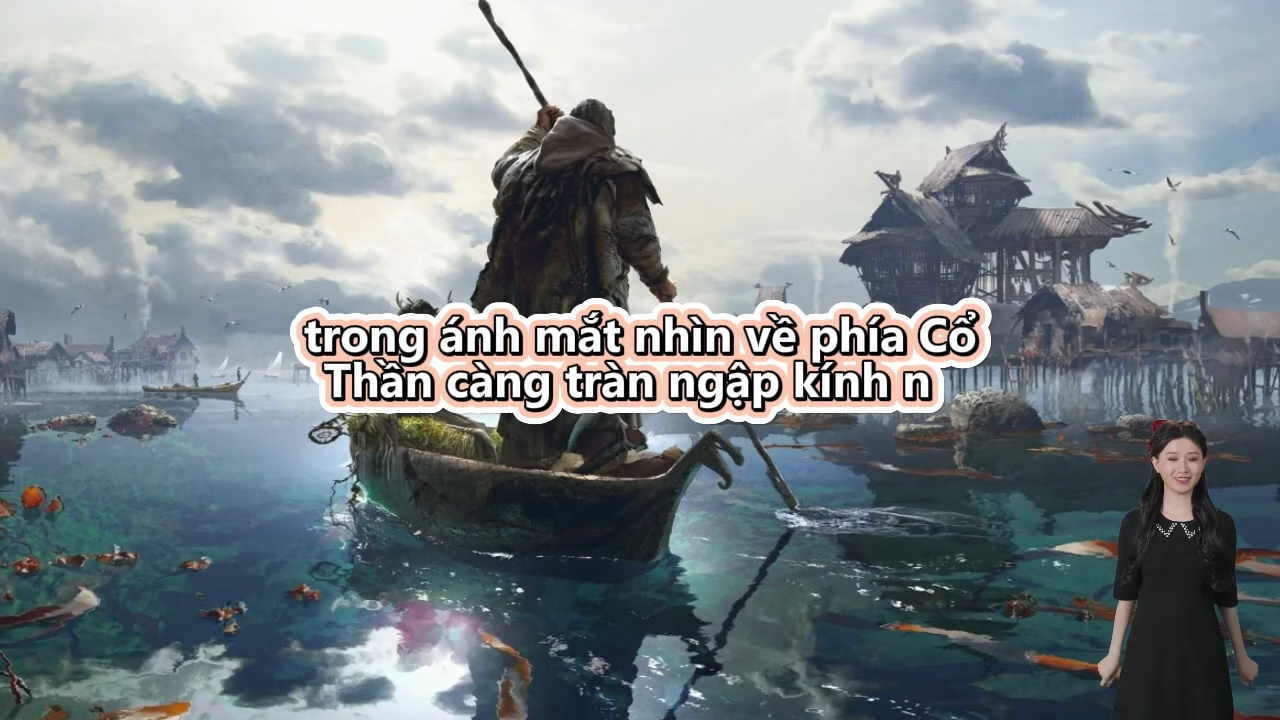 trong ánh mắt nhìn về phía Cổ
Thần càng tràn ngập kính n